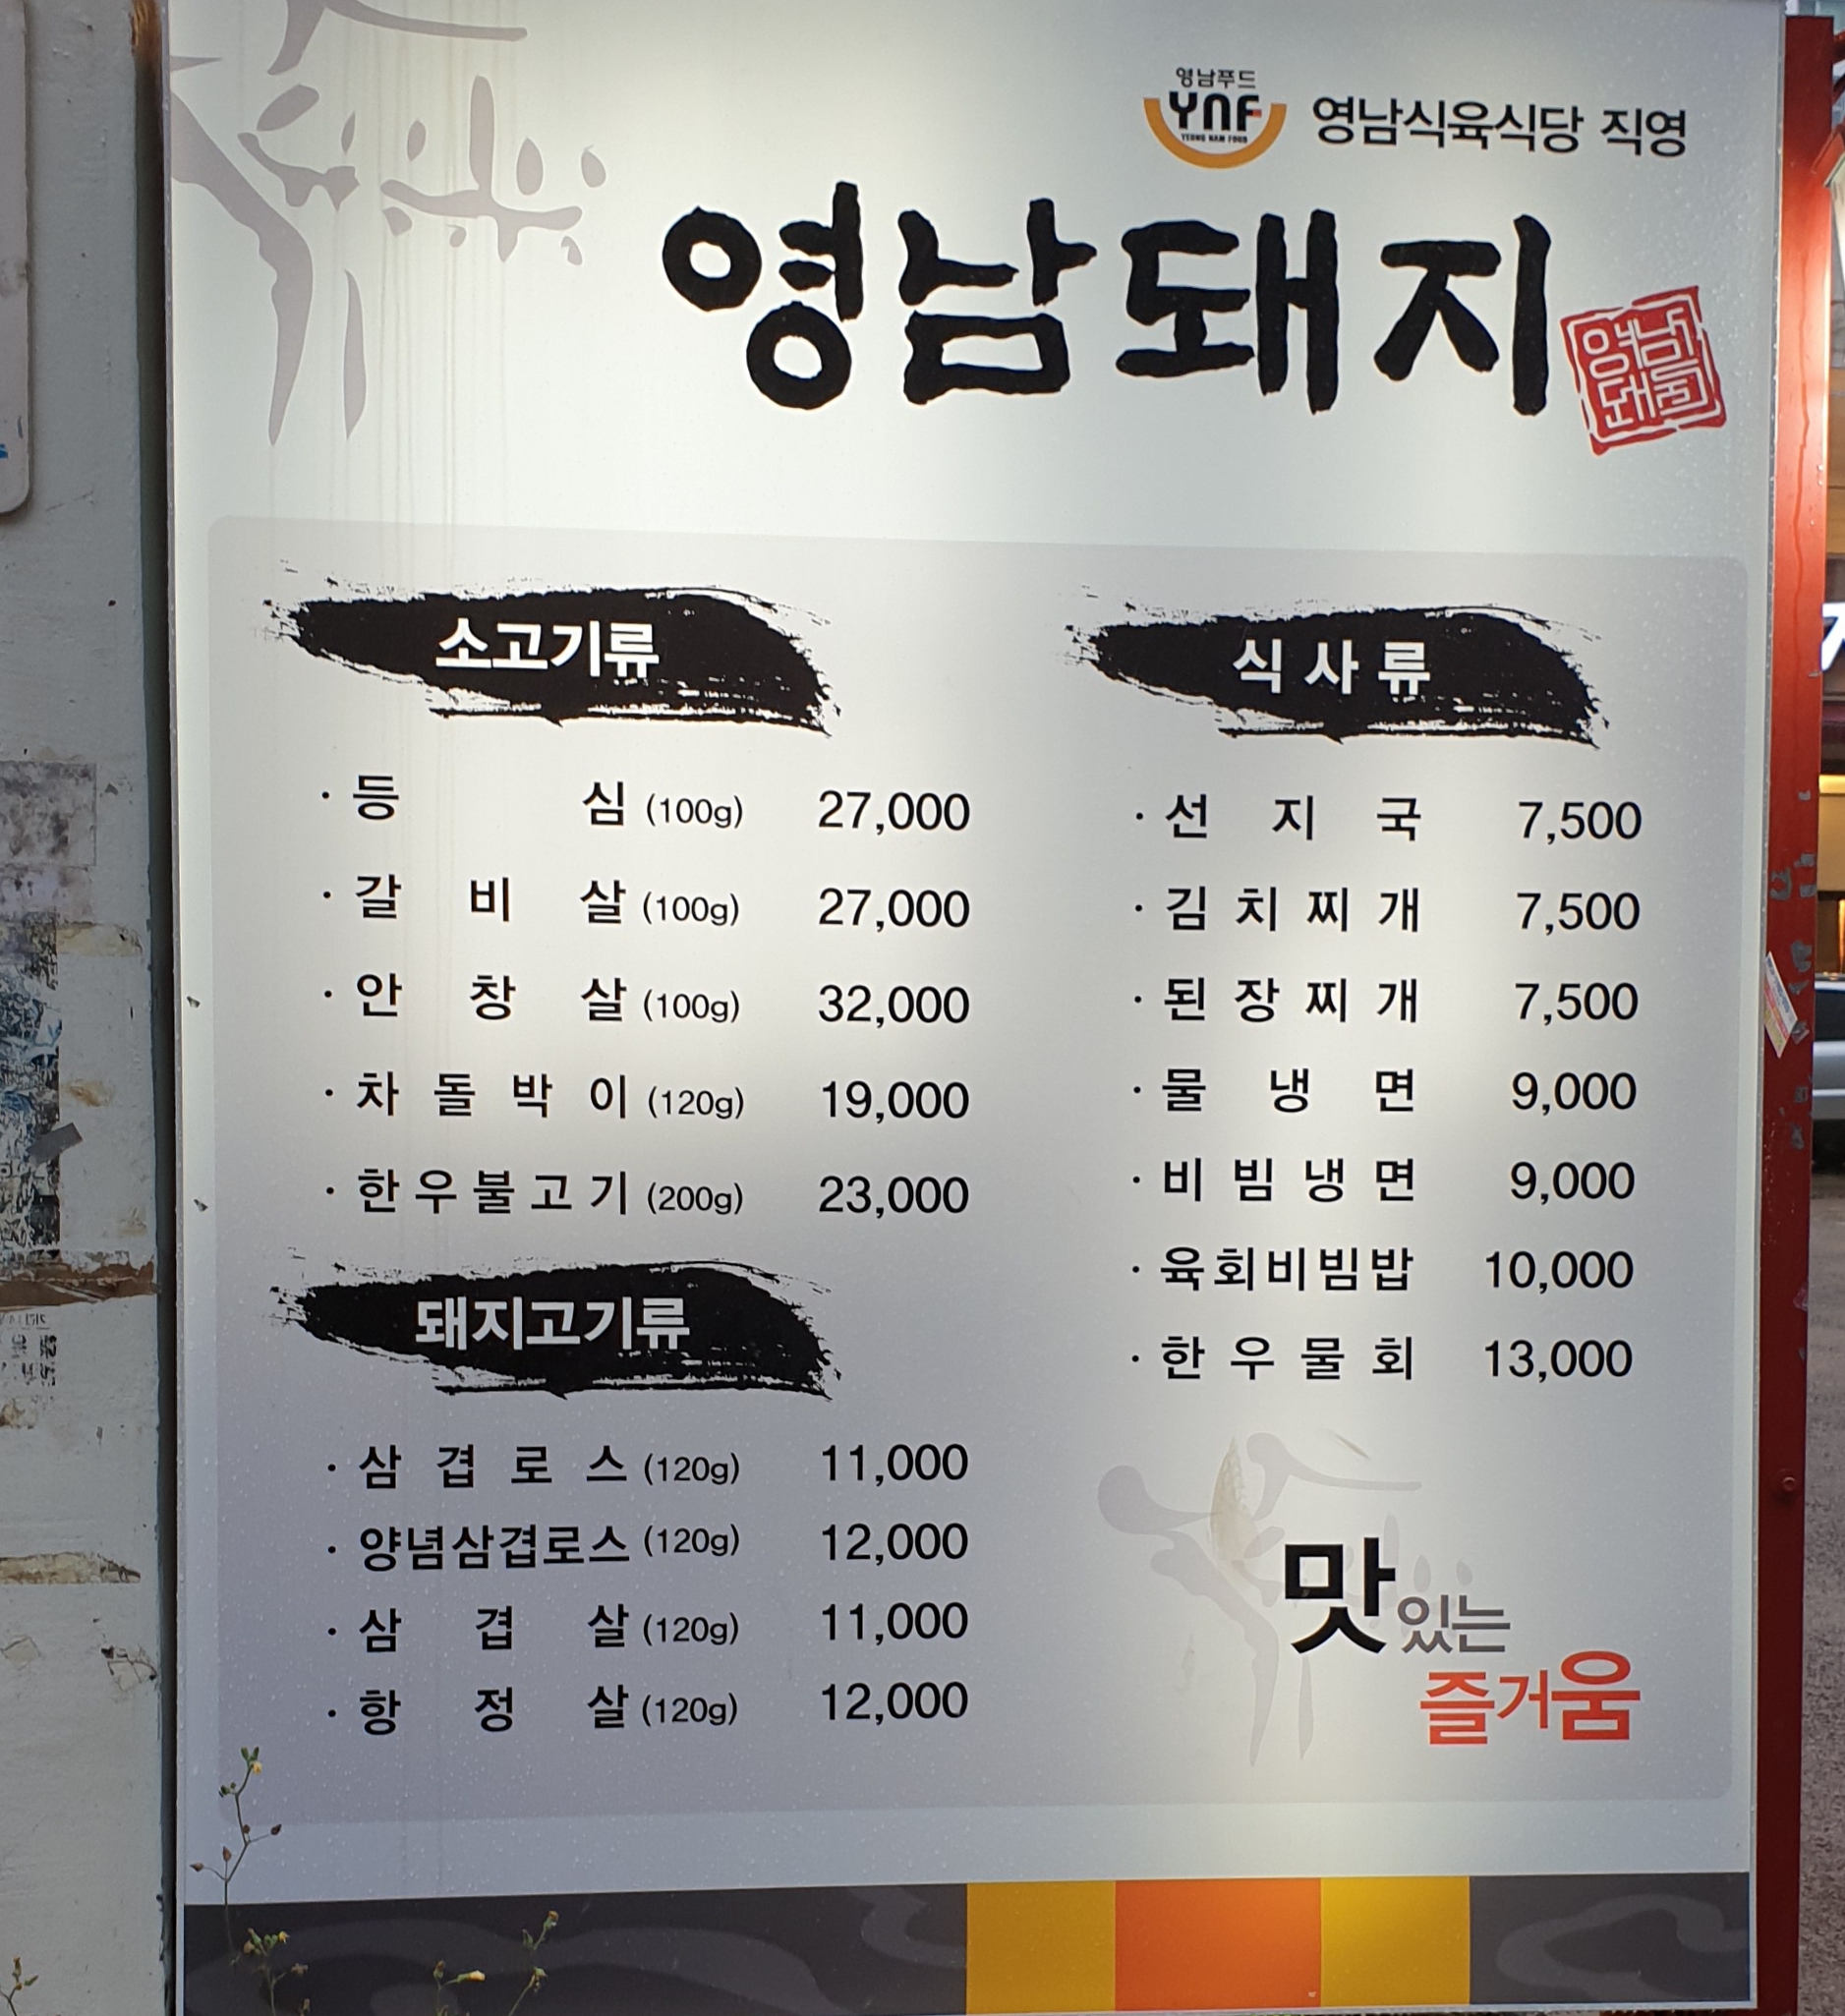 영남푸드
YNF
YEONG NAM FOOD
영남식육식당 직영
영남돼지
영남
돼지
소고기류
· 등심 (100g) 27,000
· 갈비살 (100g) 27,000
· 안창살 (100g) 32,000
· 차돌박이 (120g) 19,000
· 한우불고기 (200g) 23,000
돼지고기류
· 삼겹로스 (120g) 11,000
· 양념삼겹로스 (120g) 12,000
· 삼겹살 (120g) 11,000
· 항정살 (120g) 12,000
식사류
· 선지국 7,500
· 김치찌개 7,500
· 된장찌개 7,500
· 물냉면 9,000
· 비빔냉면 9,000
· 육회비빔밥 10,000
· 한우물회 13,000
맛있는
즐거움